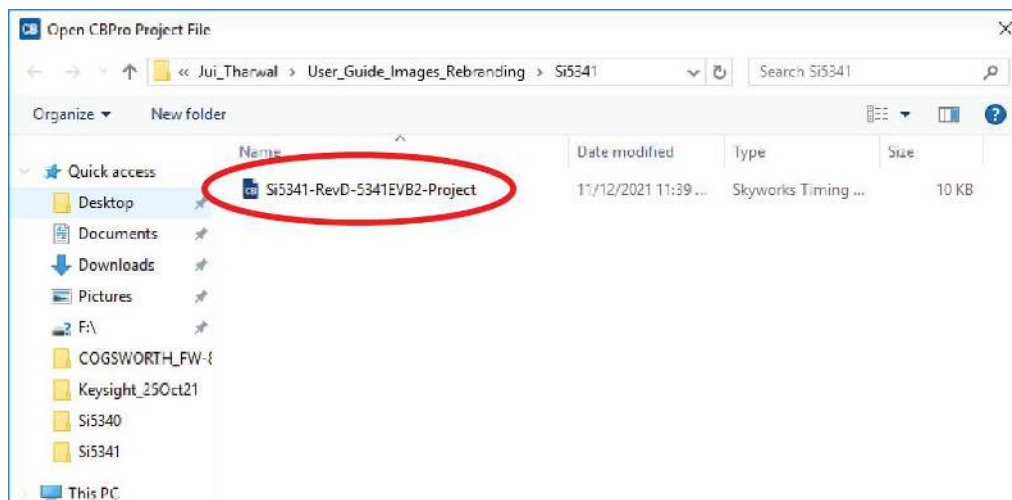 CB Open CBPro Project File
« Jui_Tharwal > User_Guide_Images_Rebranding > Si5341
Search Si5341
Organize
New folder
?
Name
Date modified
Type
Size
CB Si5341-RevD-5341EVB2-Project
11/12/2021 11:39 ...
Skyworks Timing ...
10 KB
Quick access
Desktop
Documents
Downloads
Pictures
F:\
COGSWORTH_FW-
Keysight_25Oct21
Si5340
Si5341
This PC